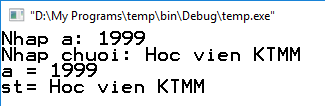 "D:\My Programs\temp\bin\Debug\temp.exe"
Nhap a: 1999
Nhap chuoi: Hoc vien KTMM
a = 1999
st= Hoc vien KTMM